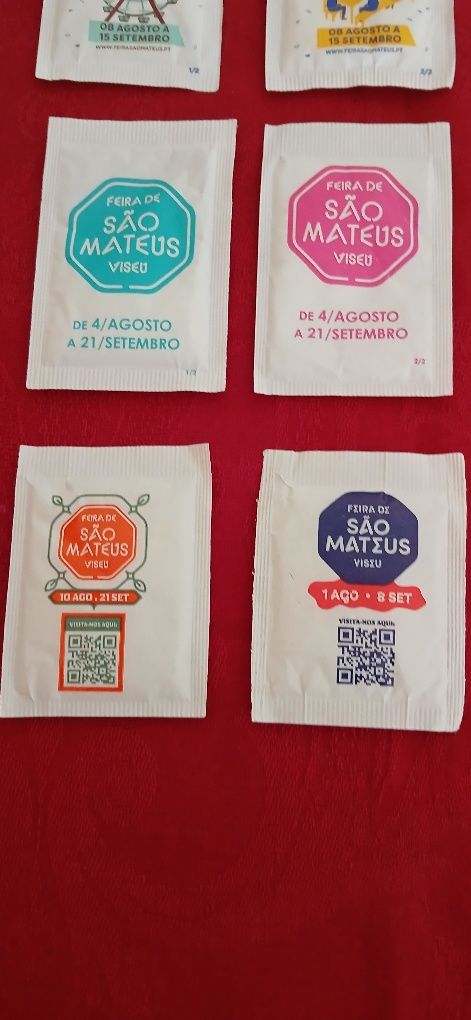 08 AGOSTO A
15 SETEMBRO
WWW.FEIRASAOMATEUS.PT
1/2
08 AGOSTO A
15 SETEMBRO
WWW.FEIRASAOMATEUS.PT
2/2
FEIRA DE
SÃO
MATEUS
VISEU
DE 4/AGOSTO
A 21/SETEMBRO
1/2
FEIRA DE
SÃO
MATEUS
VISEU
DE 4/AGOSTO
A 21/SETEMBRO
2/2
FEIRA DE
SÃO
MATEUS
VISEU
10 AGO . 21 SET
VISITA-NOS AQUI:
FEIRA DE
SÃO
MATEUS
VISEU
1 AGO • 8 SET
VISITA-NOS AQUI: